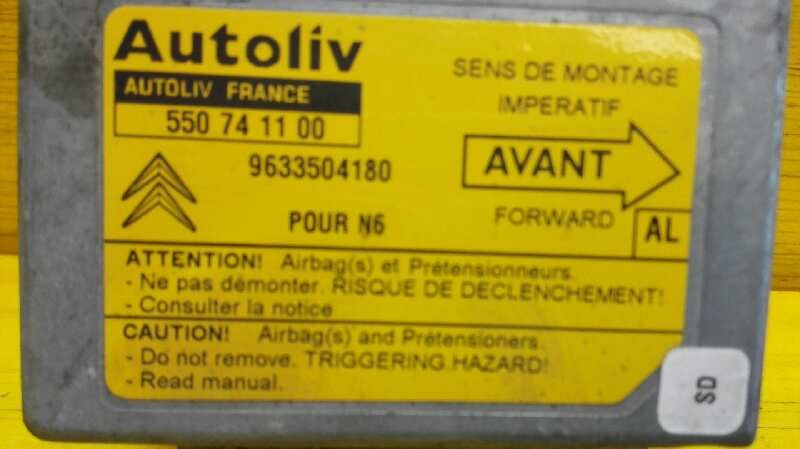 Autoliv
AUTOLIV FRANCE
550 74 11 00
9633504180
POUR N6
SENS DE MONTAGE
IMPERATIF
AVANT
FORWARD
AL
ATTENTION! Airbag(s) et Prétensionneurs.
- Ne pas démonter. RISQUE DE DECLENCHEMENT!
- Consulter la notice
CAUTION! Airbag(s) and Prétensioners.
- Do not remove. TRIGGERING HAZARD!
- Read manual.
SD